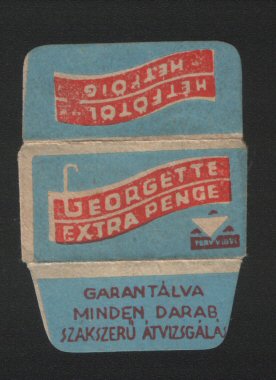 HÉTFŐTŐL
HÉTFŐIG
GEORGETTE
EXTRA PENGE
GARANTÁLVA
MINDEN DARAB
SZAKSZERŰ ÁTVIZSGÁLÁ